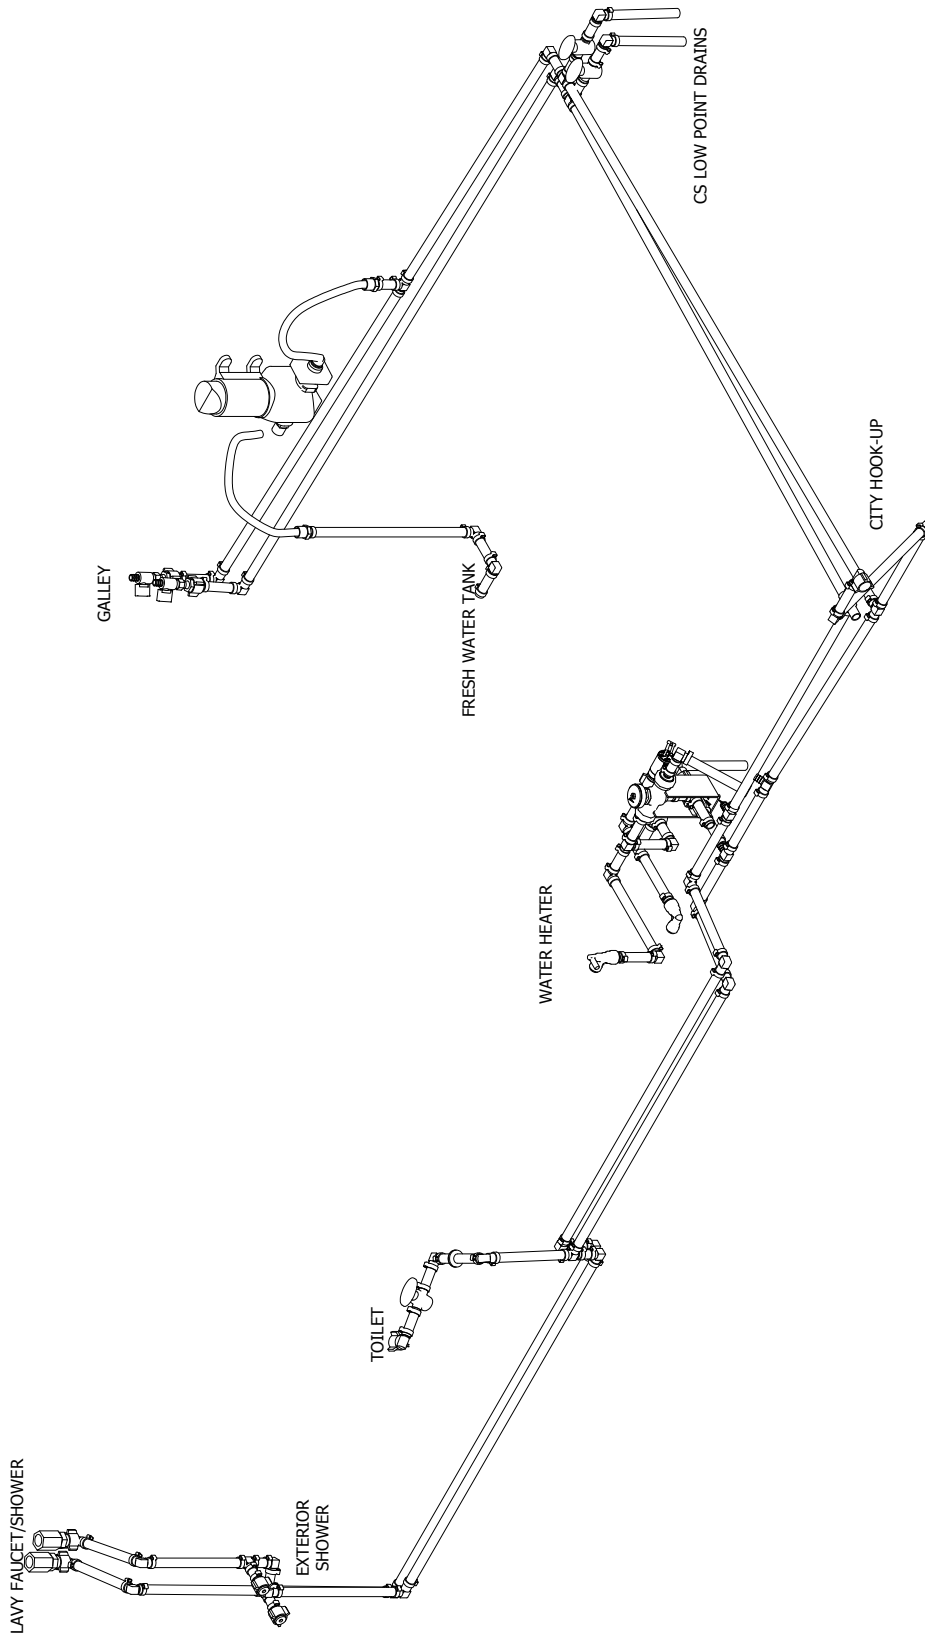 LAVY FAUCET/SHOWER
EXTERIOR
SHOWER
TOILET
WATER HEATER
GALLEY
FRESH WATER TANK
CITY HOOK-UP
CS LOW POINT DRAINS